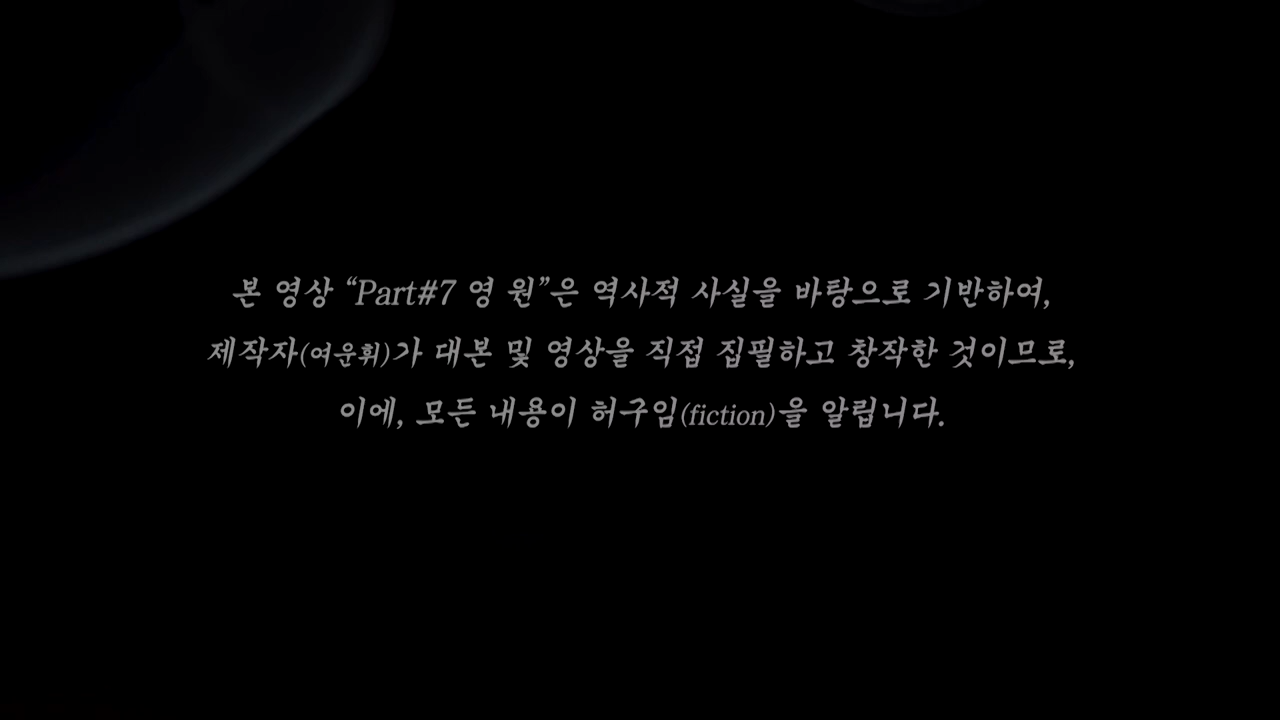 본 영상 “Part#7 영 원”은 역사적 사실을 바탕으로 기반하여,
제작자(여운휘)가 대본 및 영상을 직접 집필하고 창작한 것이므로,
이에, 모든 내용이 허구임(fiction)을 알립니다.